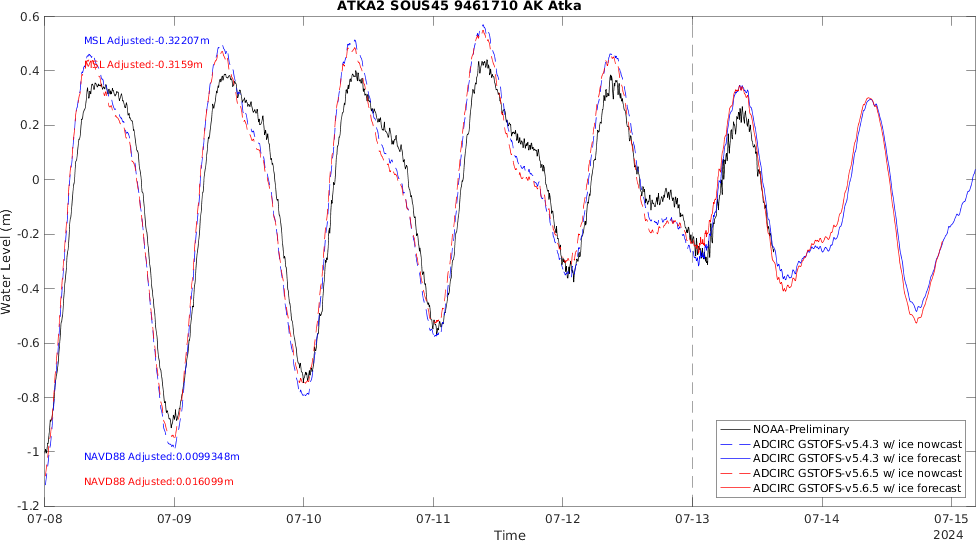 ATKA2 SOUS45 9461710 AK Atka
0.6
0.4
0.2
0
-0.2
-0.4
-0.6
-0.8
-1
-1.2
Water Level (m)
MSL Adjusted:-0.32207m
MSL Adjusted:-0.3159m
NAVD88 Adjusted:0.0099348m
NAVD88 Adjusted:0.016099m
NOAA-Preliminary
ADCIRC GSTOFS-v5.4.3 w/ ice nowcast
ADCIRC GSTOFS-v5.4.3 w/ ice forecast
ADCIRC GSTOFS-v5.6.5 w/ ice nowcast
ADCIRC GSTOFS-v5.6.5 w/ ice forecast
07-08 07-09 07-10 07-11 07-12 07-13 07-14 07-15
Time
2024